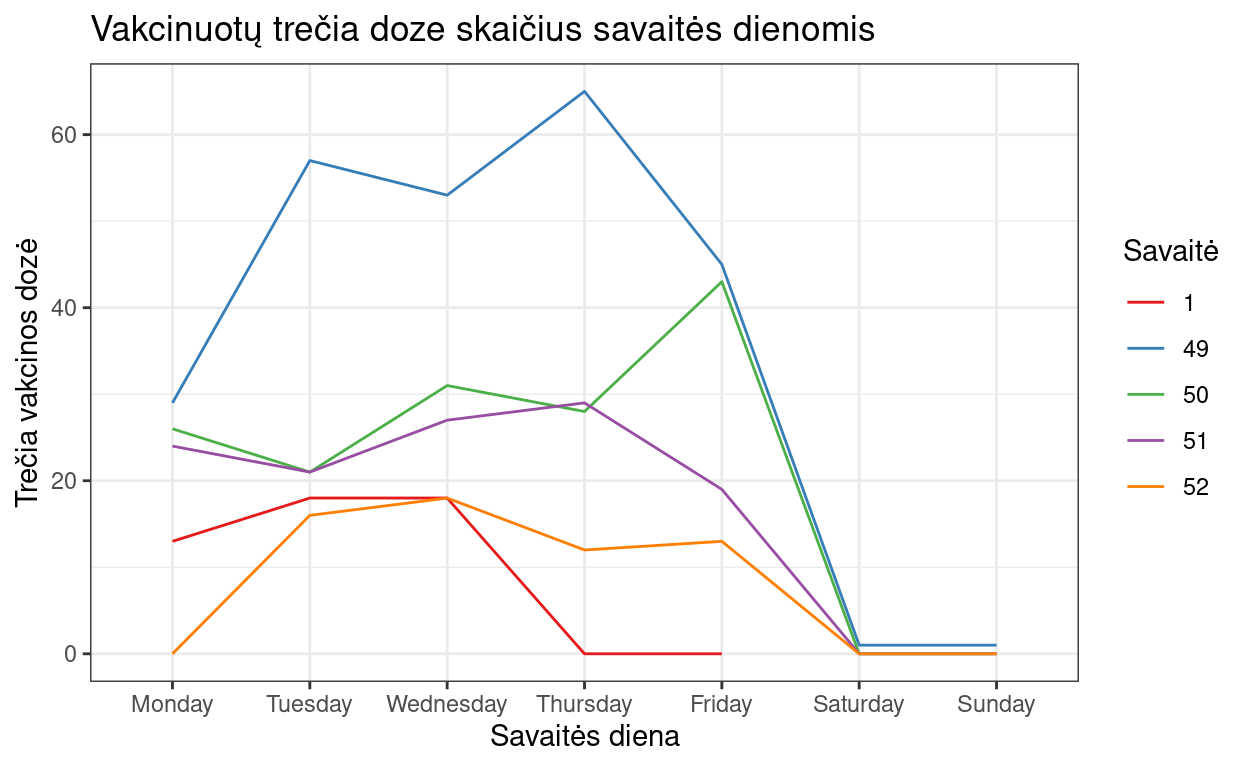 Vakcinuotų trečia doze skaičius savaitės dienomis
Trečia vakcinos dozė
60
40
20
0
Monday Tuesday Wednesday Thursday Friday Saturday Sunday
Savaitės diena
Savaitė
1
49
50
51
52